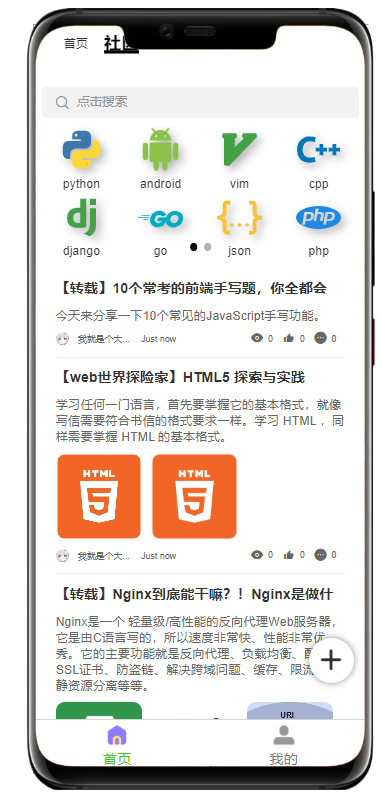 首页
点击搜索
python android vim cpp
C++
dj GO {...} php
django go json php
【转载】10个常考的前端手写题，你全都会
今天来分享一下10个常见的JavaScript手写功能。
我就是个大... Just now 0 0 0
【web世界探险家】HTML5 探索与实践
学习任何一门语言，首先要掌握它的基本格式，就像
写信需要符合书信的格式要求一样。学习 HTML ，同
样需要掌握 HTML 的基本格式。
HTML HTML
5 5
我就是个大... Just now 0 0 0
【转载】Nginx到底能干嘛？！Nginx是做什
Nginx是一个 轻量级/高性能的反向代理Web服务器，
它是由C语言写的，所以速度非常快、性能非常优
秀。它的主要功能就是反向代理、负载均衡、
SSL证书、防盗链、解决跨域问题、缓存、限流
静资源分离等等。
URI
首页 我的